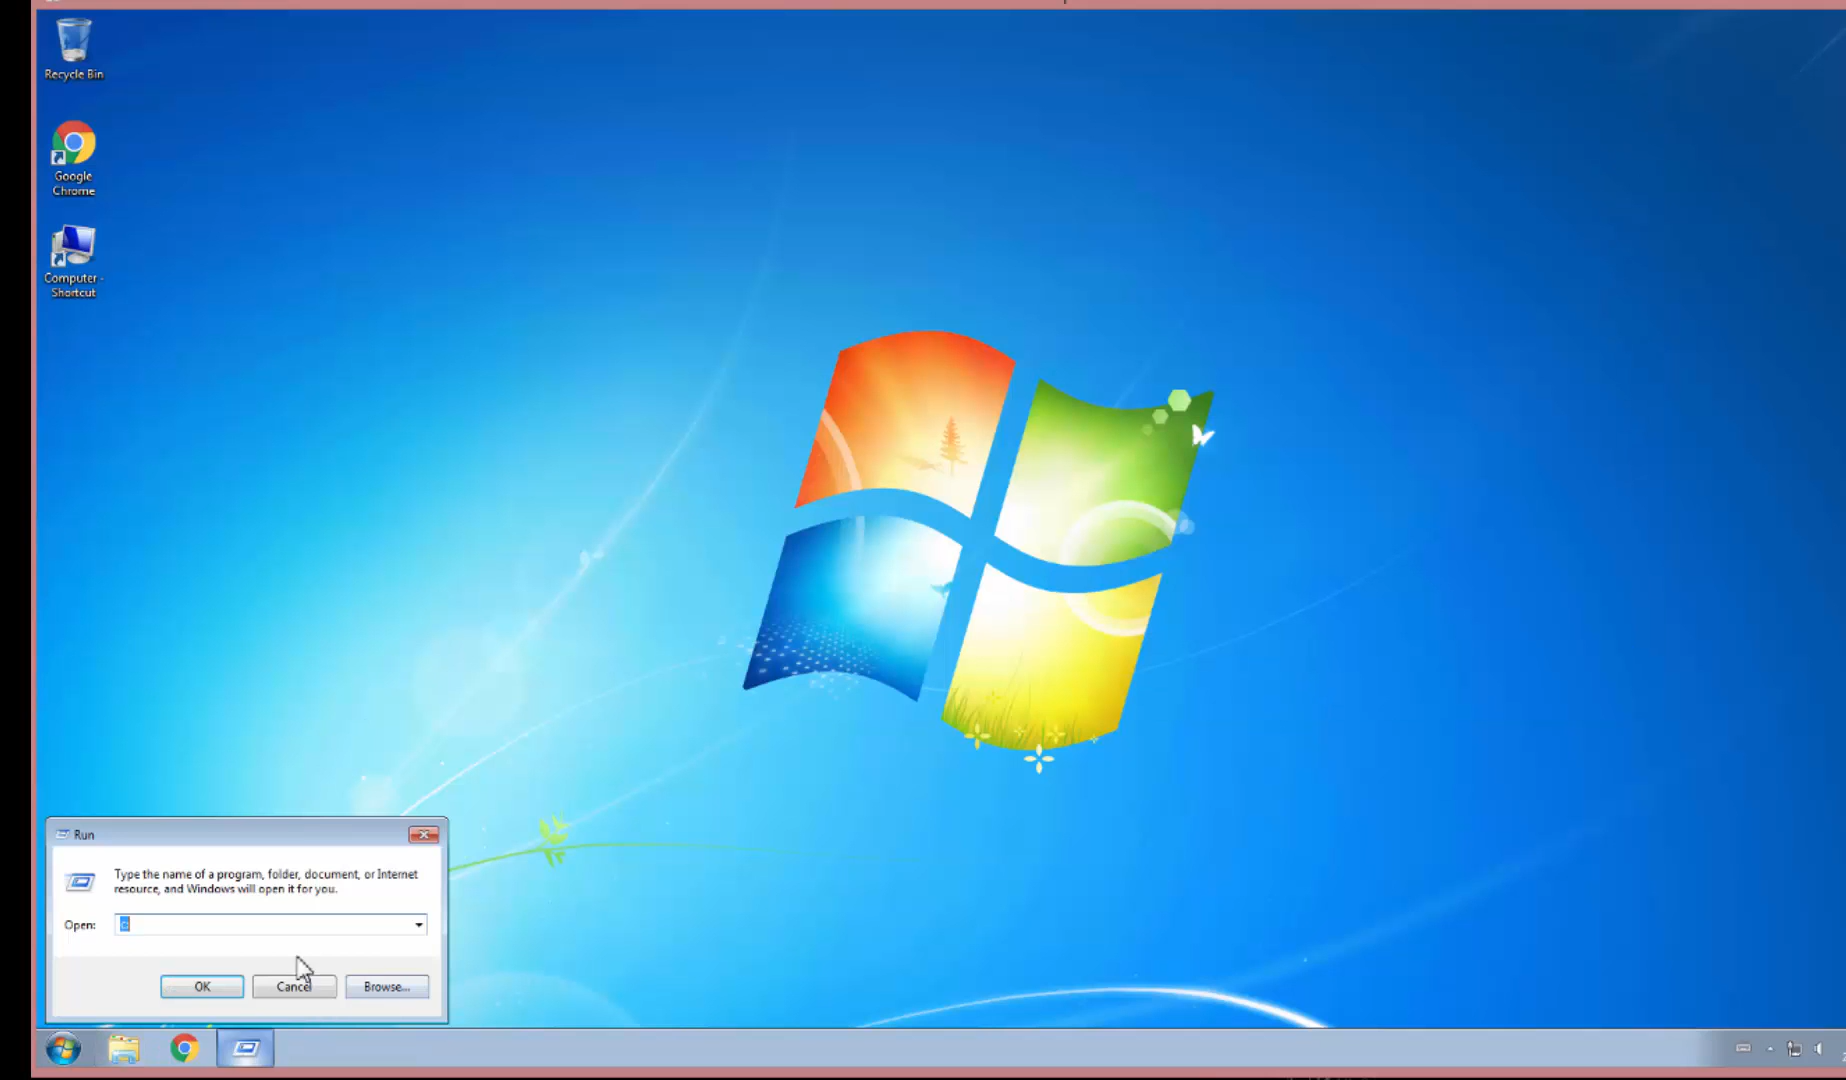 Recycle Bin
Google
Chrome
Computer -
Shortcut
Run
Type the name of a program, folder, document, or Internet
resource, and Windows will open it for you.
Open:
OK
Cancel
Browse...